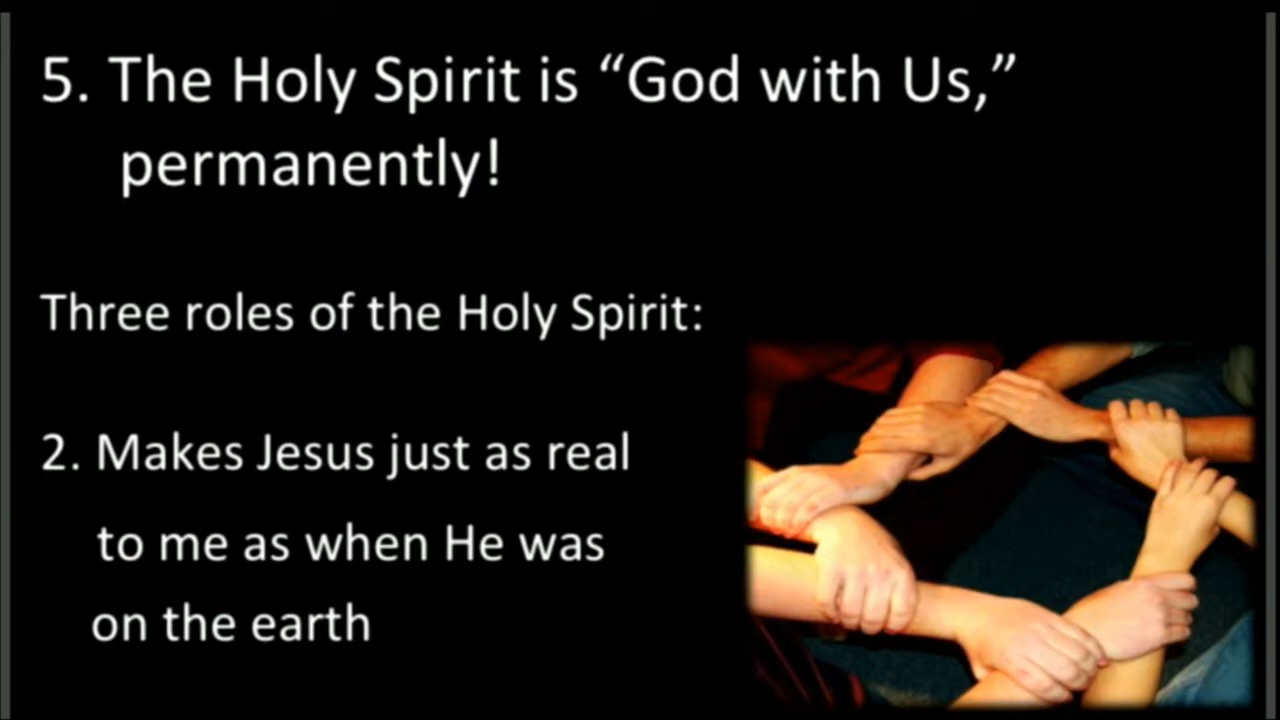 5. The Holy Spirit is “God with Us,”
permanently!
Three roles of the Holy Spirit:
2. Makes Jesus just as real
to me as when He was
on the earth